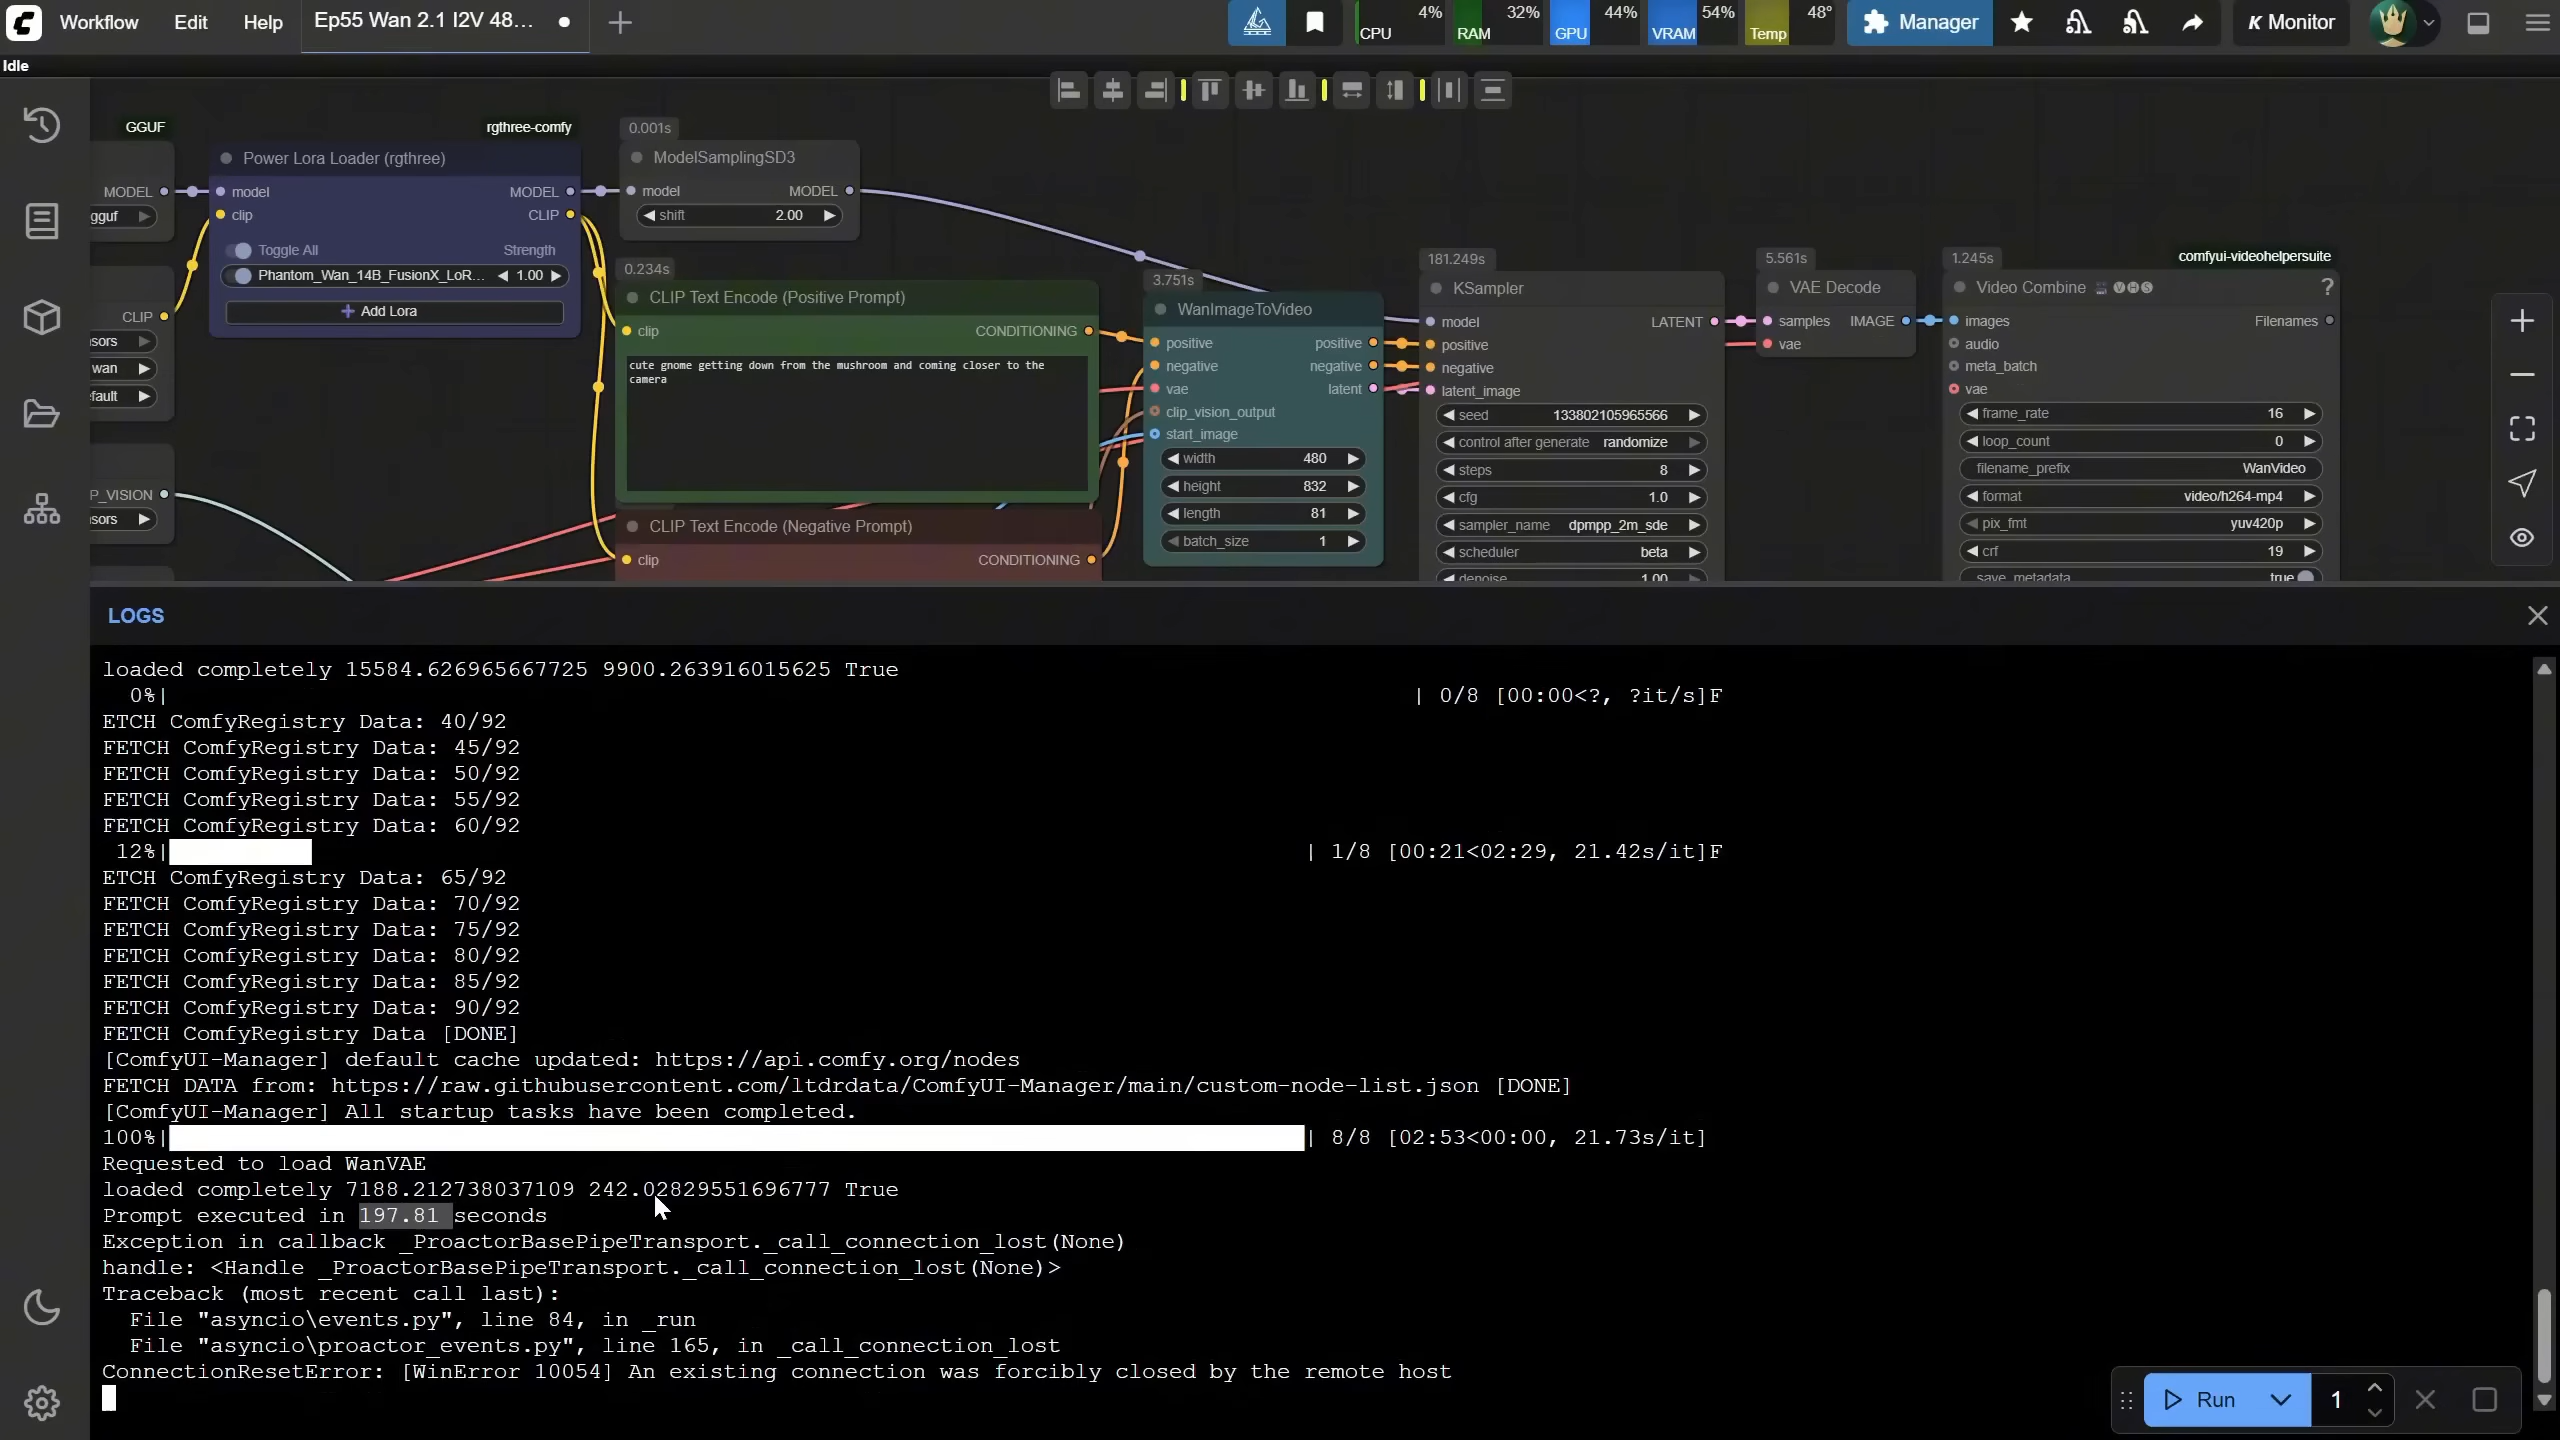 Workflow Edit Help Ep55 Wan 2.1 I2V 48... CPU 4% RAM 32% GPU 44% VRAM 54% Temp 48° Manager Monitor
Idle
GGUF
MODEL
gguf
CLIP
sors
wan
fault
P_VISION
sors
rgthree-comfy
Power Lora Loader (rgthree)
model MODEL
clip CLIP
Toggle All Strength
Phantom_Wan_14B_FusionX_LoR... 1.00
Add Lora
0.001s
ModelSamplingSD3
model MODEL
shift 2.00
0.234s
CLIP Text Encode (Positive Prompt)
clip CONDITIONING
cute gnome getting down from the mushroom and coming closer to the
camera
CLIP Text Encode (Negative Prompt)
clip CONDITIONING
3.751s
WanImageToVideo
positive positive
negative negative
vae latent
clip_vision_output
start_image
width 480
height 832
length 81
batch_size 1
181.249s
KSampler
model LATENT
positive
negative
latent_image
seed 133802105965566
control after generate randomize
steps 8
cfg 1.0
sampler_name dpmpp_2m_sde
scheduler beta
denoise 1.00
5.561s
VAE Decode
samples IMAGE
vae
1.245s
comfyui-videohelpersuite
Video Combine VHS ?
images Filenames
audio
meta_batch
vae
frame_rate 16
loop_count 0
filename_prefix WanVideo
format video/h264-mp4
pix_fmt yuv420p
crf 19
save_metadata true
LOGS
loaded completely 15584.626965667725 9900.263916015625 True
0%| | 0/8 [00:00<?, ?it/s]F
ETCH ComfyRegistry Data: 40/92
FETCH ComfyRegistry Data: 45/92
FETCH ComfyRegistry Data: 50/92
FETCH ComfyRegistry Data: 55/92
FETCH ComfyRegistry Data: 60/92
12%| | 1/8 [00:21<02:29, 21.42s/it]F
ETCH ComfyRegistry Data: 65/92
FETCH ComfyRegistry Data: 70/92
FETCH ComfyRegistry Data: 75/92
FETCH ComfyRegistry Data: 80/92
FETCH ComfyRegistry Data: 85/92
FETCH ComfyRegistry Data: 90/92
FETCH ComfyRegistry Data [DONE]
[ComfyUI-Manager] default cache updated: https://api.comfy.org/nodes
FETCH DATA from: https://raw.githubusercontent.com/ltdrdata/ComfyUI-Manager/main/custom-node-list.json [DONE]
[ComfyUI-Manager] All startup tasks have been completed.
100%| | 8/8 [02:53<00:00, 21.73s/it]
Requested to load WanVAE
loaded completely 7188.212738037109 242.02829551696777 True
Prompt executed in 197.81 seconds
Exception in callback _ProactorBasePipeTransport._call_connection_lost(None)
handle: <Handle _ProactorBasePipeTransport._call_connection_lost(None)>
Traceback (most recent call last):
File "asyncio\events.py", line 84, in _run
File "asyncio\proactor_events.py", line 165, in _call_connection_lost
ConnectionResetError: [WinError 10054] An existing connection was forcibly closed by the remote host
Run 1